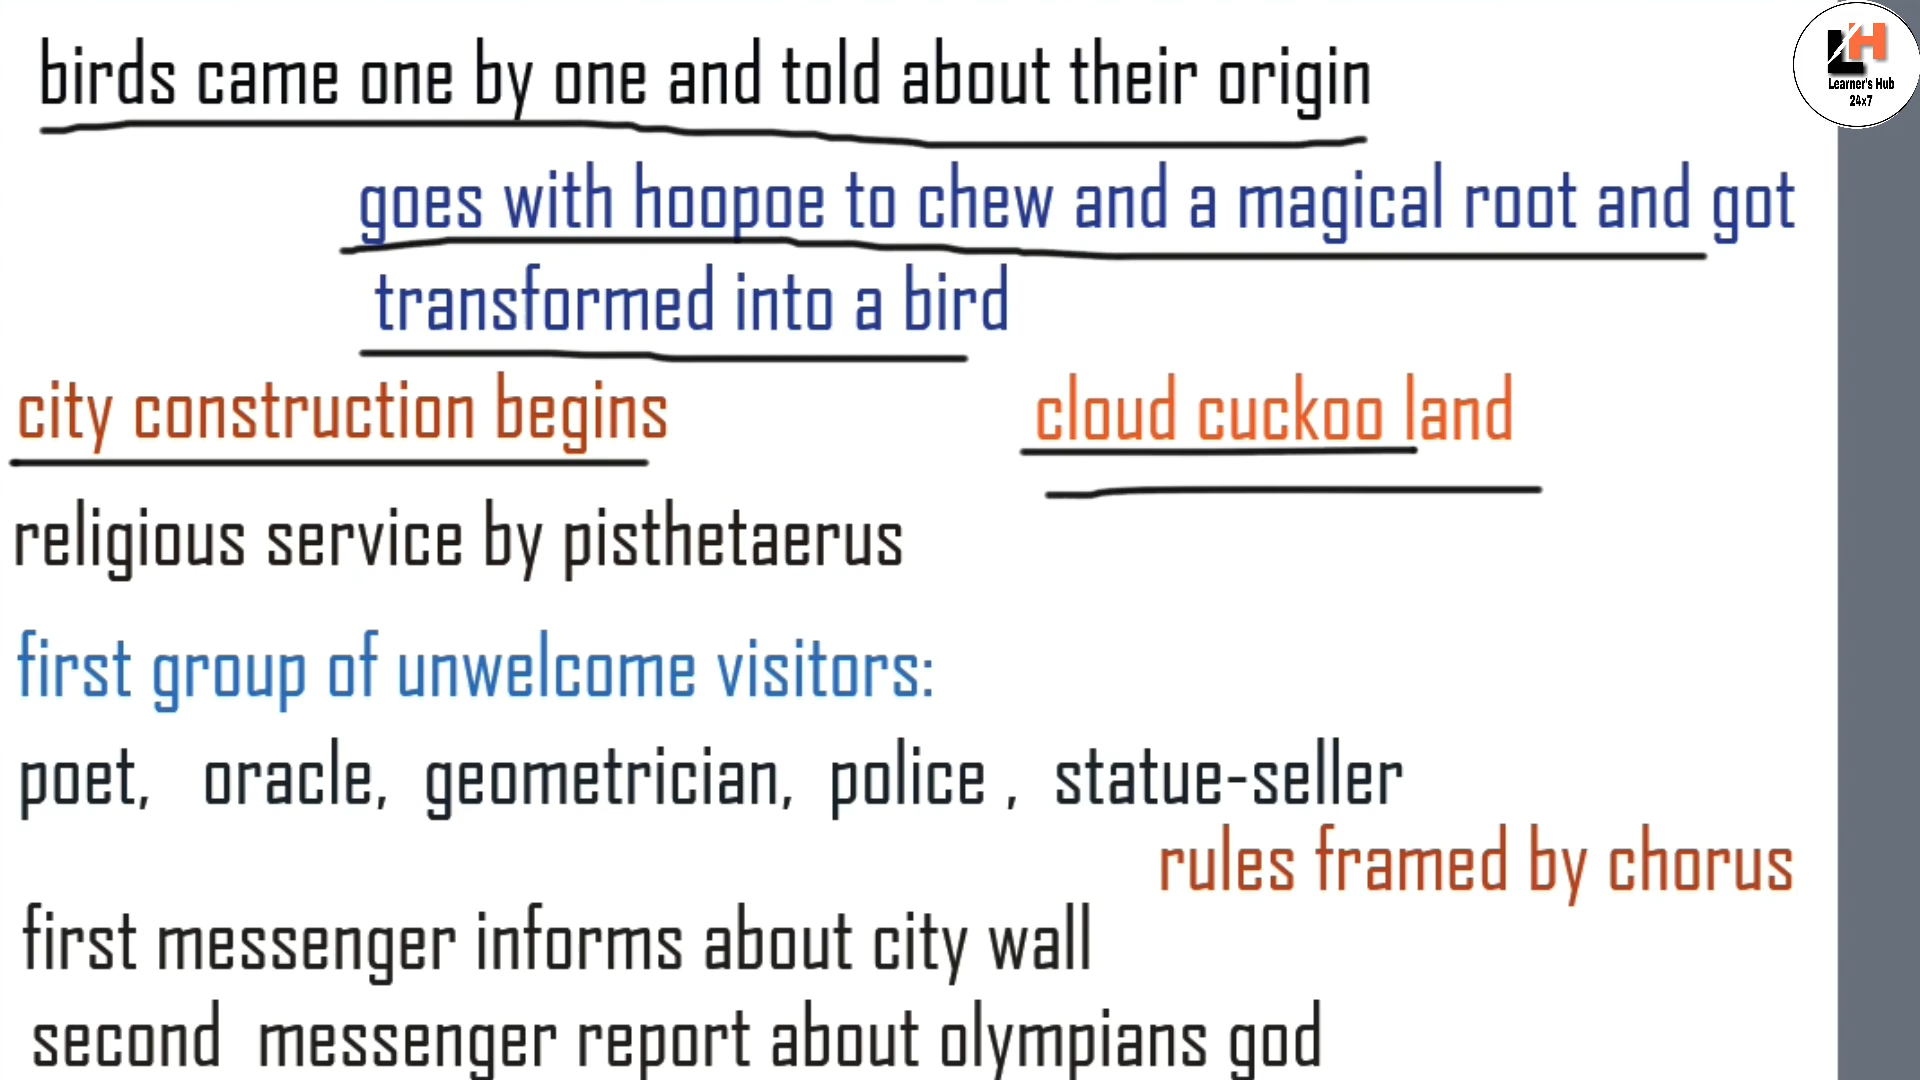 birds came one by one and told about their origin
LH
Learner's Hub
24x7
goes with hoopoe to chew and a magical root and got
transformed into a bird
city construction begins
cloud cuckoo land
religious service by pisthetaerus
first group of unwelcome visitors:
poet, oracle, geometrician, police , statue-seller
rules framed by chorus
first messenger informs about city wall
second messenger report about olympians god